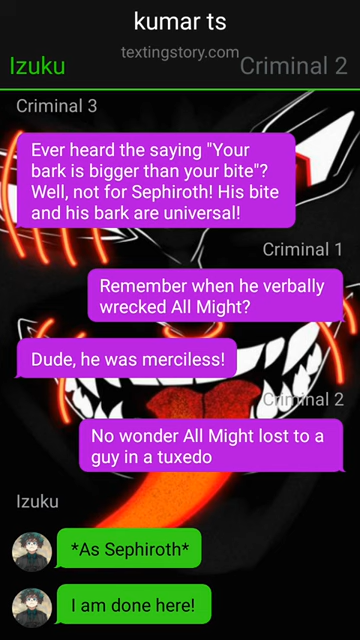 kumar ts
textingstory.com
Izuku
Criminal 2
Criminal 3
Ever heard the saying "Your
bark is bigger than your bite"?
Well, not for Sephiroth! His bite
and his bark are universal!
Criminal 1
Remember when he verbally
wrecked All Might?
Dude, he was merciless!
Criminal 2
No wonder All Might lost to a
guy in a tuxedo
Izuku
*As Sephiroth*
I am done here!